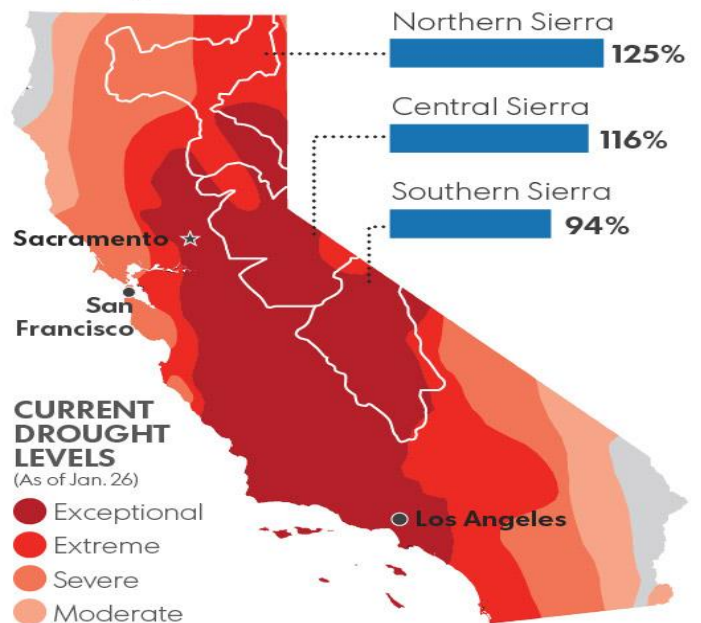 Northern Sierra
125%
Central Sierra
116%
Southern Sierra
94%
Sacramento
San
Francisco
CURRENT
DROUGHT
LEVELS
(As of Jan. 26)
Exceptional
Extreme
Severe
Moderate
Los Angeles